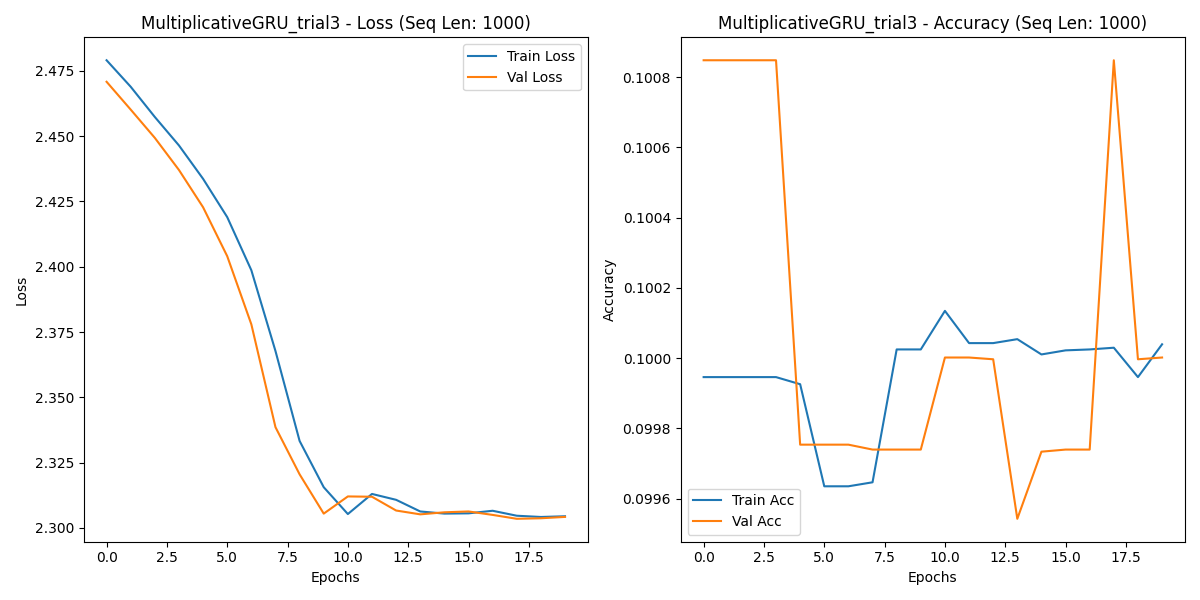 MultiplicativeGRU_trial3 - Loss (Seq Len: 1000)
Train Loss
Val Loss
2.475
2.450
2.425
2.400
2.375
2.350
2.325
2.300
Loss
0.0 2.5 5.0 7.5 10.0 12.5 15.0 17.5
Epochs
MultiplicativeGRU_trial3 - Accuracy (Seq Len: 1000)
0.1008
0.1006
0.1004
0.1002
0.1000
0.0998
0.0996
Accuracy
Train Acc
Val Acc
0.0 2.5 5.0 7.5 10.0 12.5 15.0 17.5
Epochs